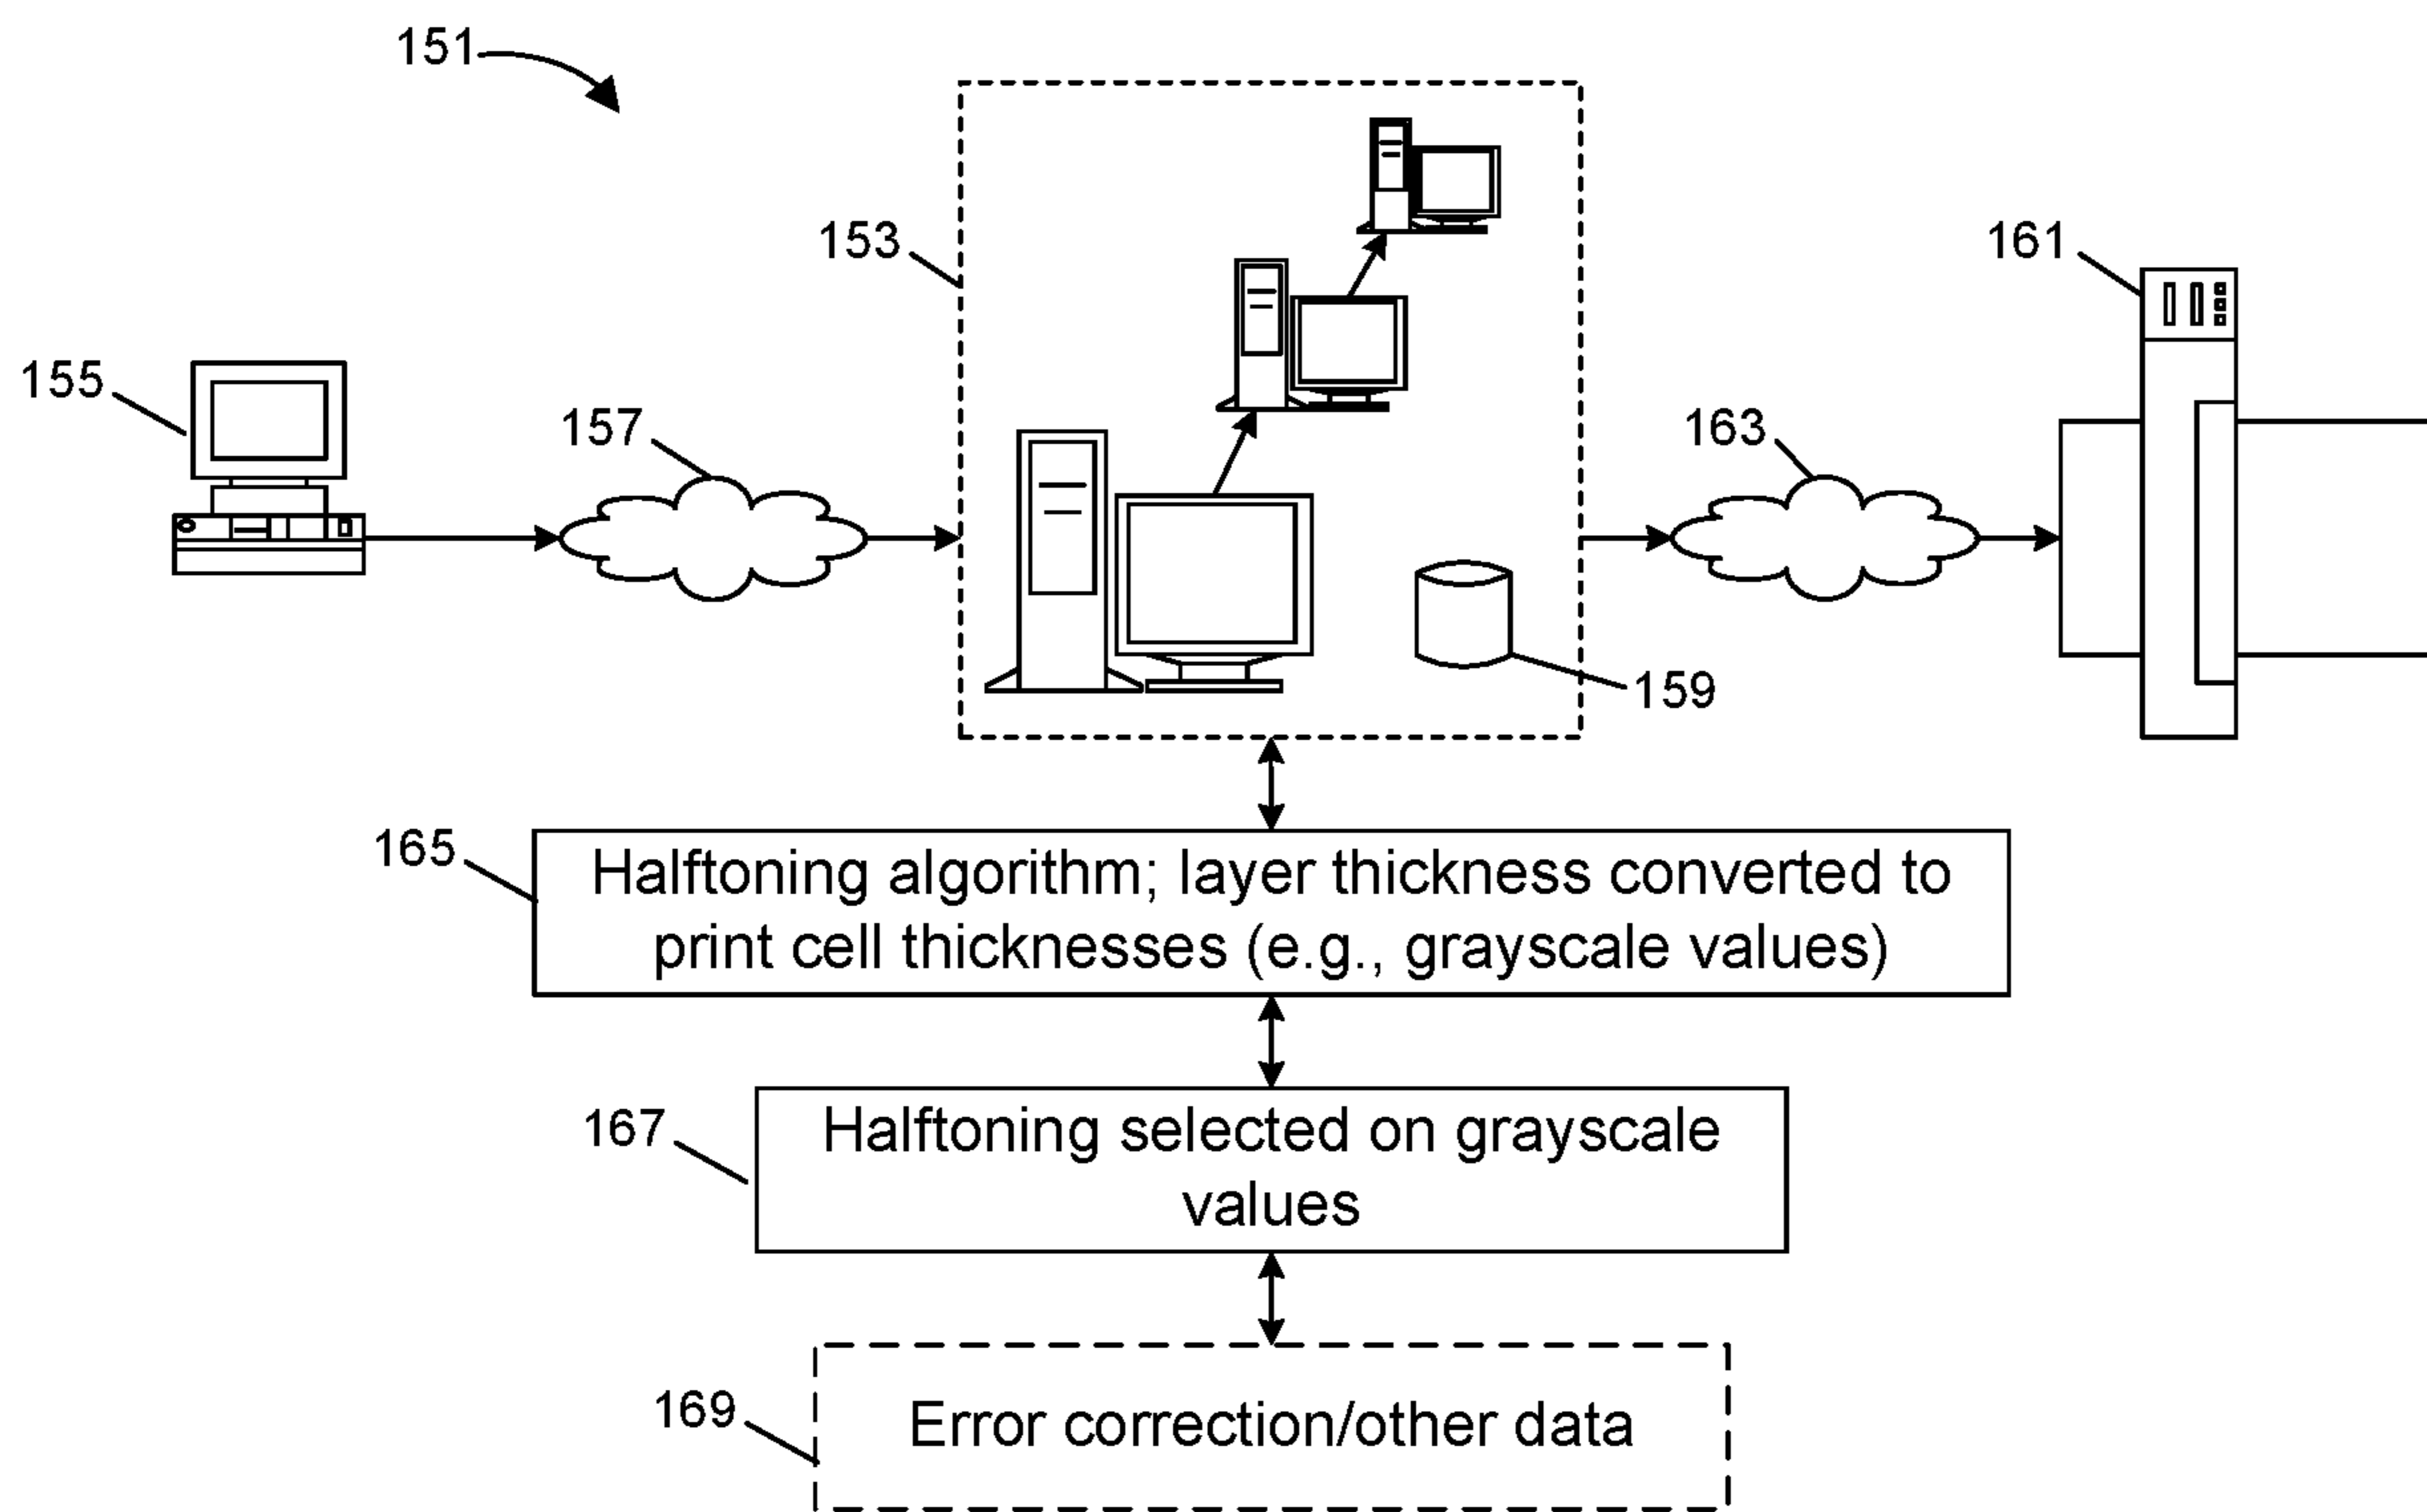 151
153
161
155
157
163
159
165
Halftoning algorithm; layer thickness converted to
print cell thicknesses (e.g., grayscale values)
167
Halftoning selected on grayscale
values
169
Error correction/other data